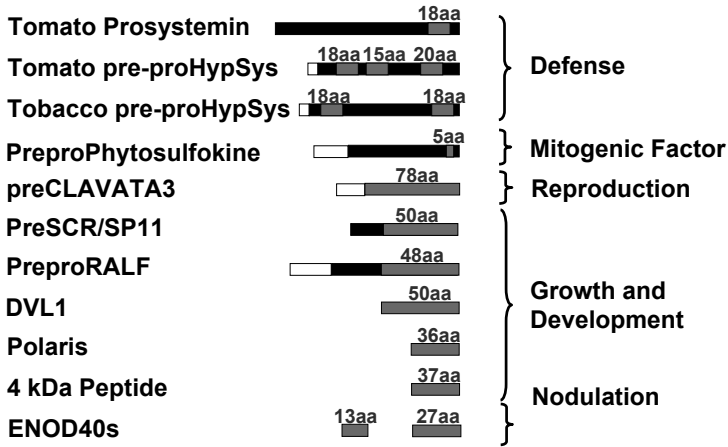 Tomato Prosystemin
18aa
Tomato pre-proHypSys
18aa 15aa 20aa
Tobacco pre-proHypSys
18aa 18aa
Defense
PreproPhytosulfokine
5aa
Mitogenic Factor
preCLAVATA3
78aa
Reproduction
PreSCR/SP11
50aa
PreproRALF
48aa
DVL1
50aa
Growth and
Development
Polaris
36aa
4 kDa Peptide
37aa
Nodulation
ENOD40s
13aa 27aa